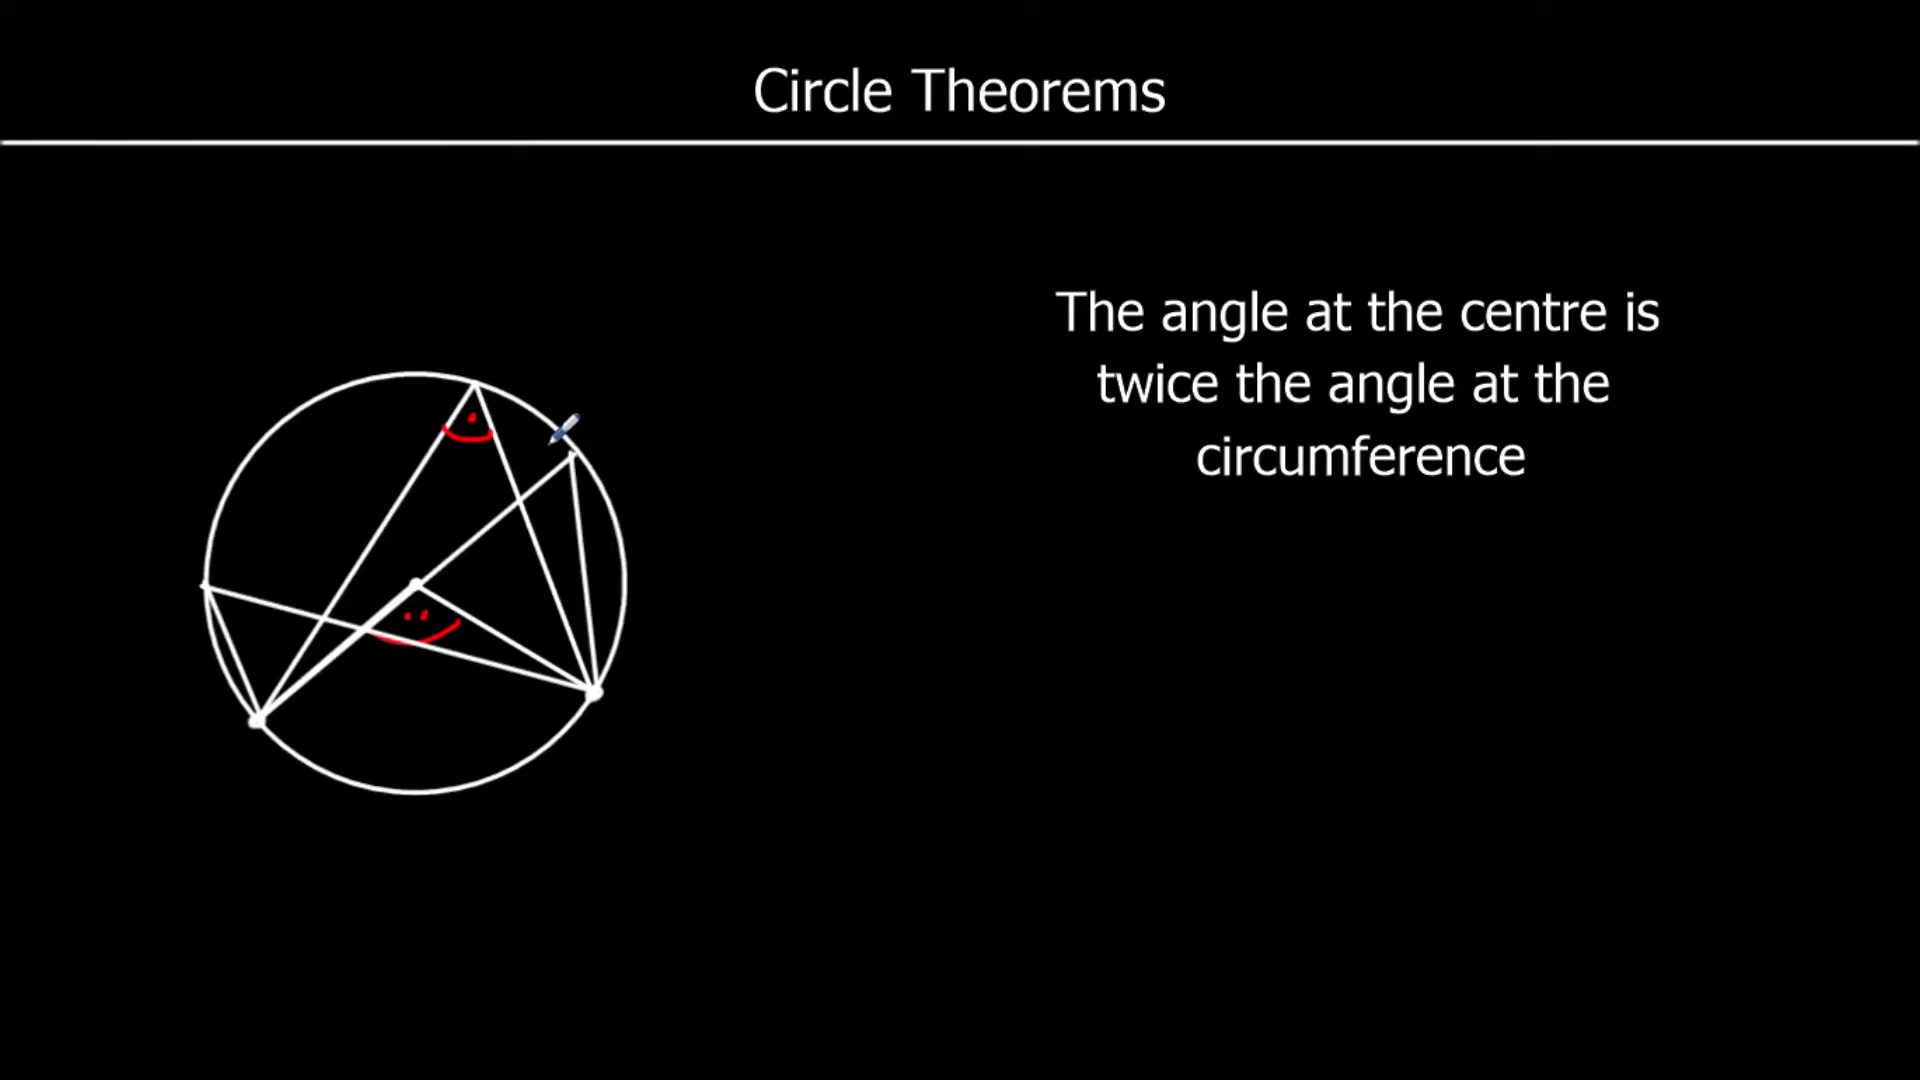 Circle Theorems
The angle at the centre is
twice the angle at the
circumference